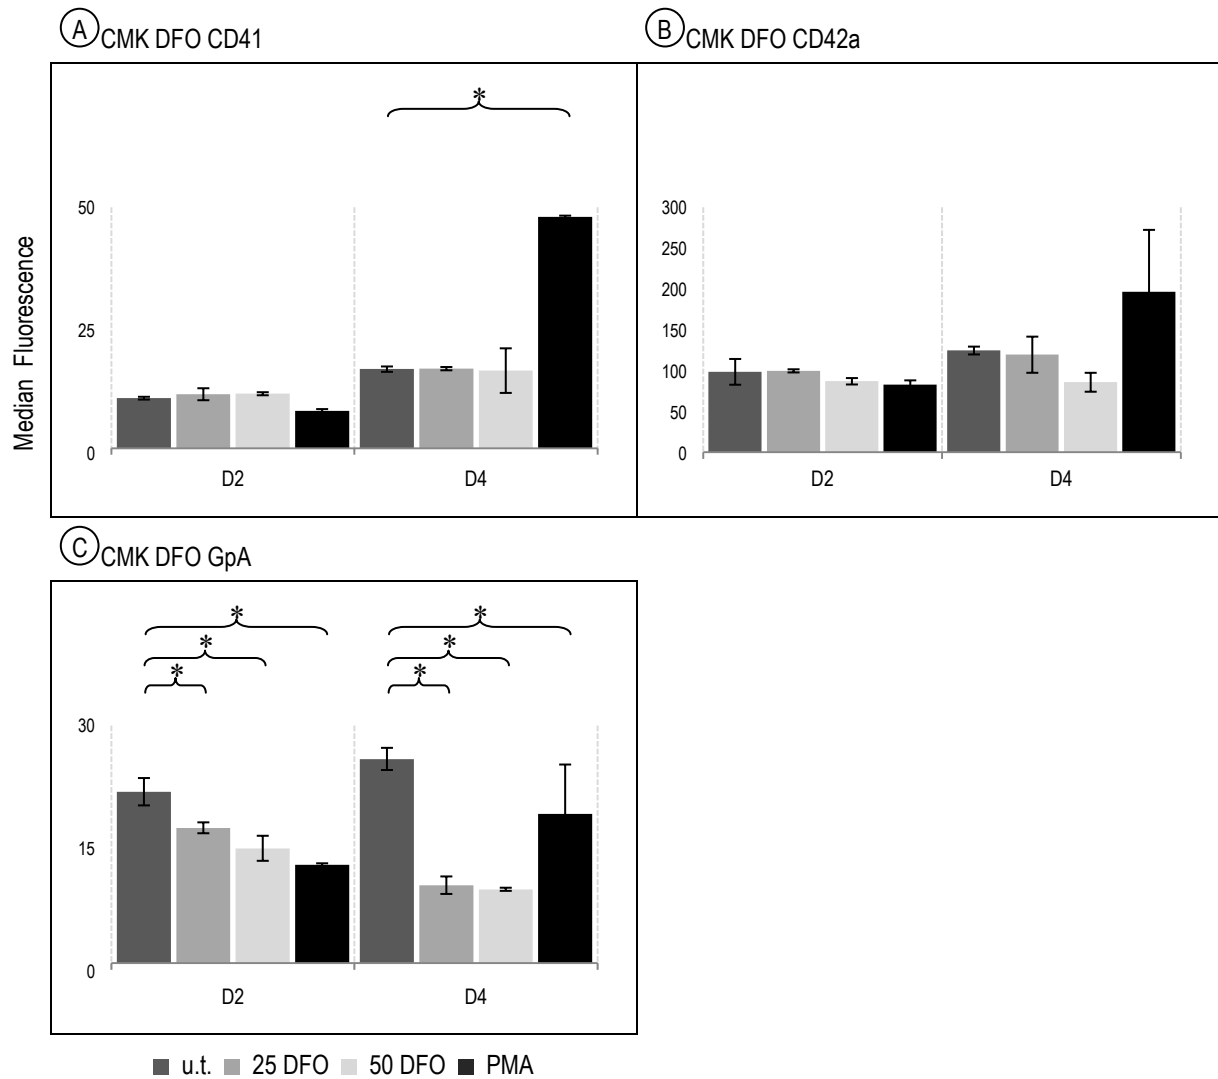 A CMK DFO CD41
*
50
25
0
Median Fluorescence
D2 D4
B CMK DFO CD42a
300
250
200
150
100
50
0
D2 D4
C CMK DFO GpA
* *
* *
* *
30
15
0
D2 D4
u.t. 25 DFO 50 DFO PMA